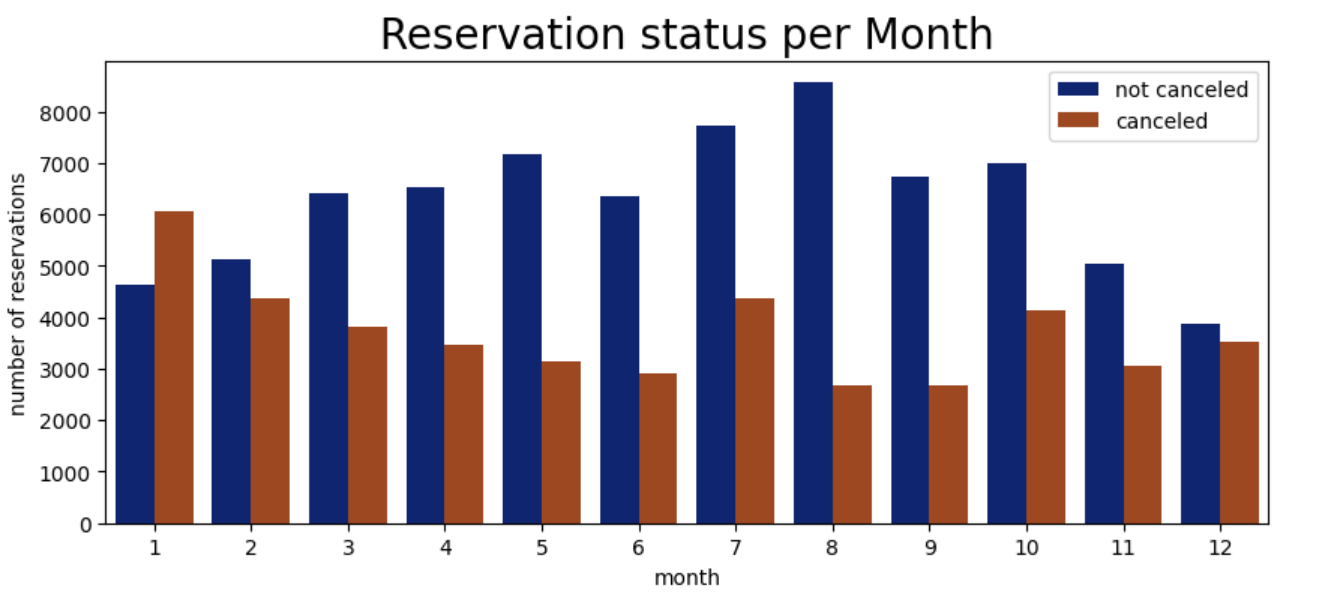 Reservation status per Month
not canceled
canceled
8000
7000
6000
5000
4000
3000
2000
1000
0
number of reservations
1 2 3 4 5 6 7 8 9 10 11 12
month